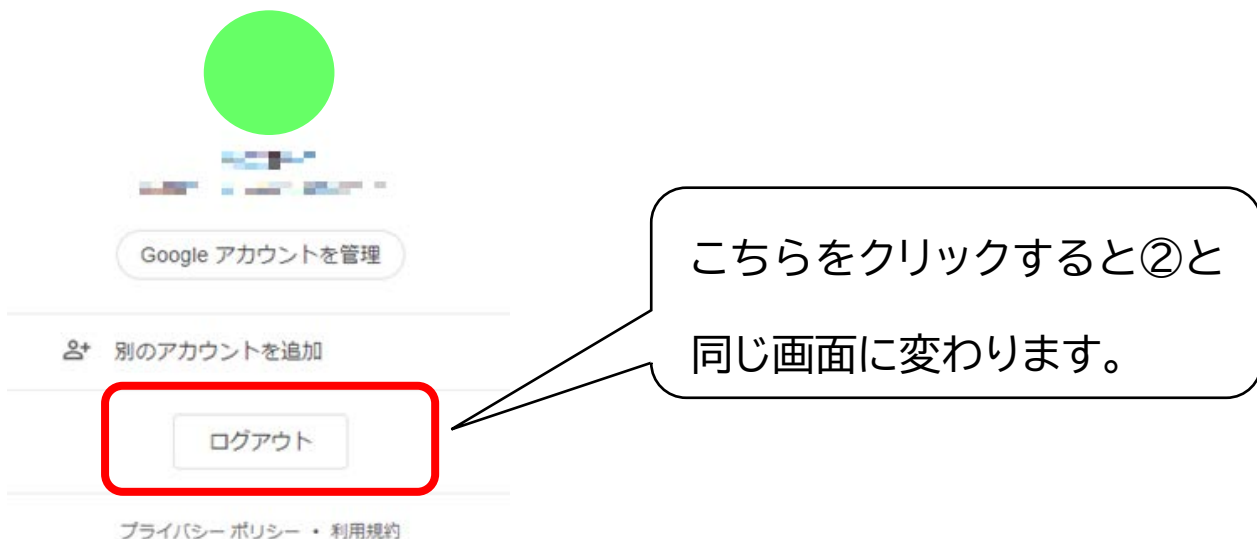 Google アカウントを管理
別のアカウントを追加
ログアウト
プライバシー ポリシー ・ 利用規約
こちらをクリックすると②と
同じ画面に変わります。